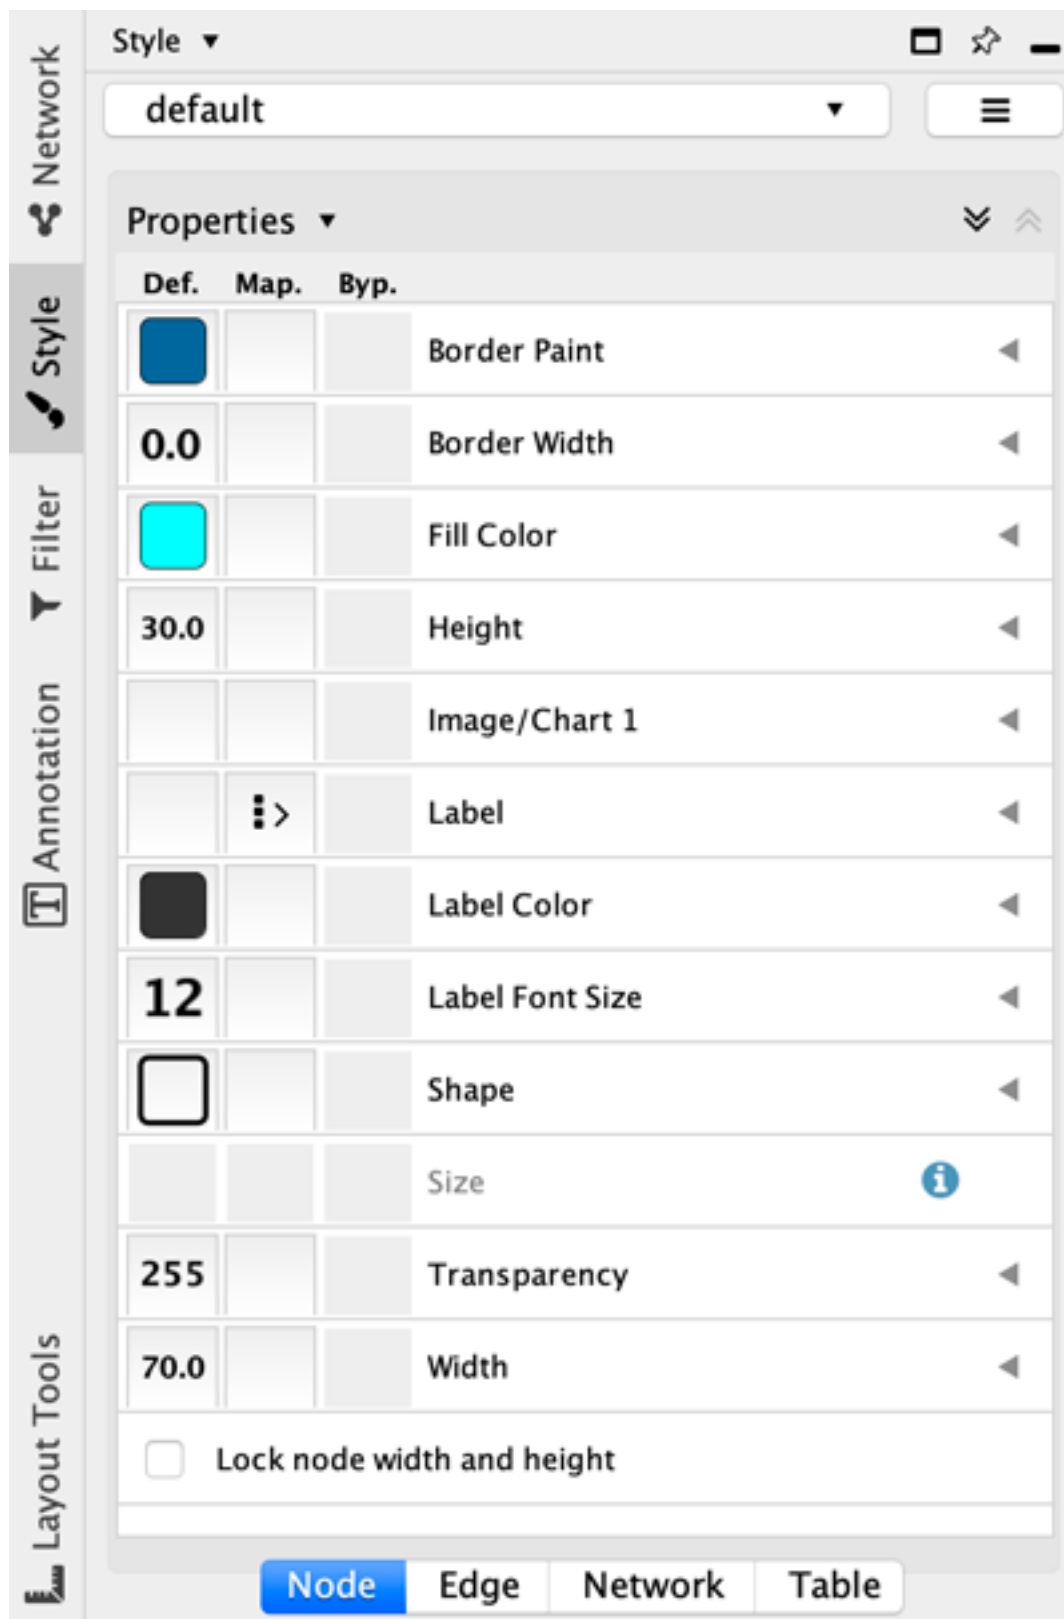 Style
default
Properties
Def. Map. Byp.
Border Paint
0.0 Border Width
Fill Color
30.0 Height
Image/Chart 1
Label
Label Color
12 Label Font Size
Shape
Size
255 Transparency
70.0 Width
Lock node width and height
Node Edge Network Table
Network
Style
Filter
T Annotation
Layout Tools